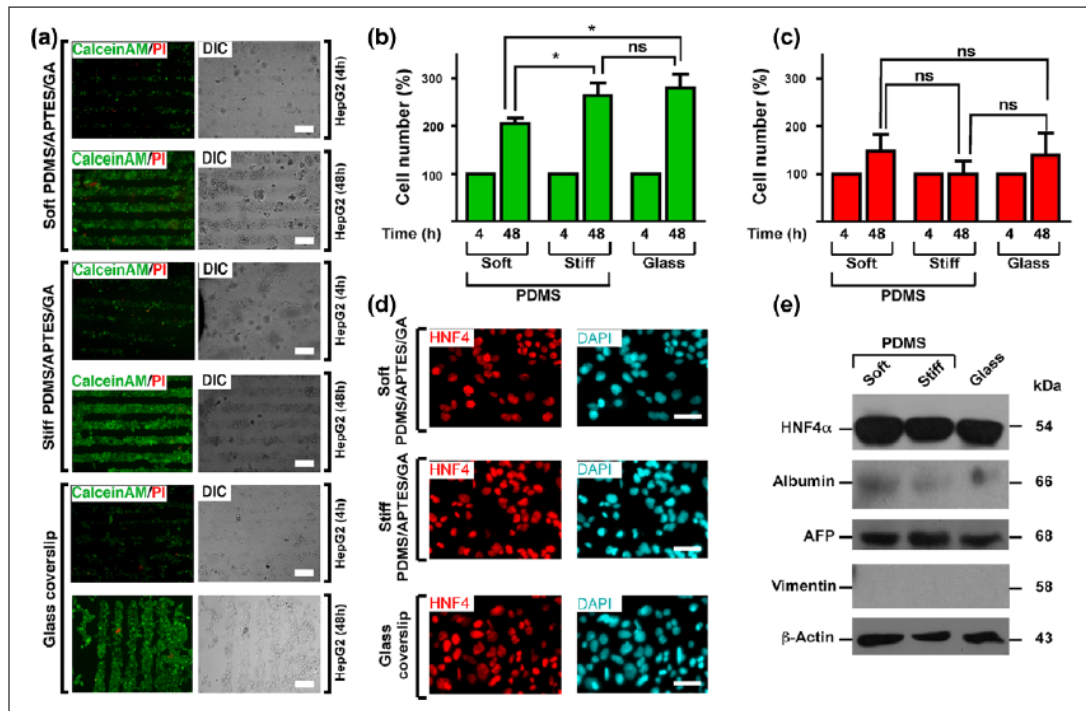 (a)
CalceinAM/PI
DIC
HepG2 (4h)
CalceinAM/PI
DIC
HepG2 (48h)
Soft PDMS/APTES/GA
CalceinAM/PI
DIC
HepG2 (4h)
CalceinAM/PI
DIC
HepG2 (48h)
Stiff PDMS/APTES/GA
CalceinAM/PI
DIC
HepG2 (4h)
CalceinAM/PI
DIC
HepG2 (48h)
Glass coverslip
(b)
*
*
ns
Cell number (%)
300
200
100
Time (h) 4 48 4 48 4 48
Soft Stiff Glass
PDMS
(c)
ns
ns
ns
Cell number (%)
300
200
100
Time (h) 4 48 4 48 4 48
Soft Stiff Glass
PDMS
(d)
HNF4 DAPI
Soft
PDMS/APTES/GA
HNF4 DAPI
Stiff
PDMS/APTES/GA
HNF4 DAPI
Glass
coverslip
(e)
PDMS
Soft Stiff Glass
kDa
HNF4α 54
Albumin 66
AFP 68
Vimentin 58
β-Actin 43